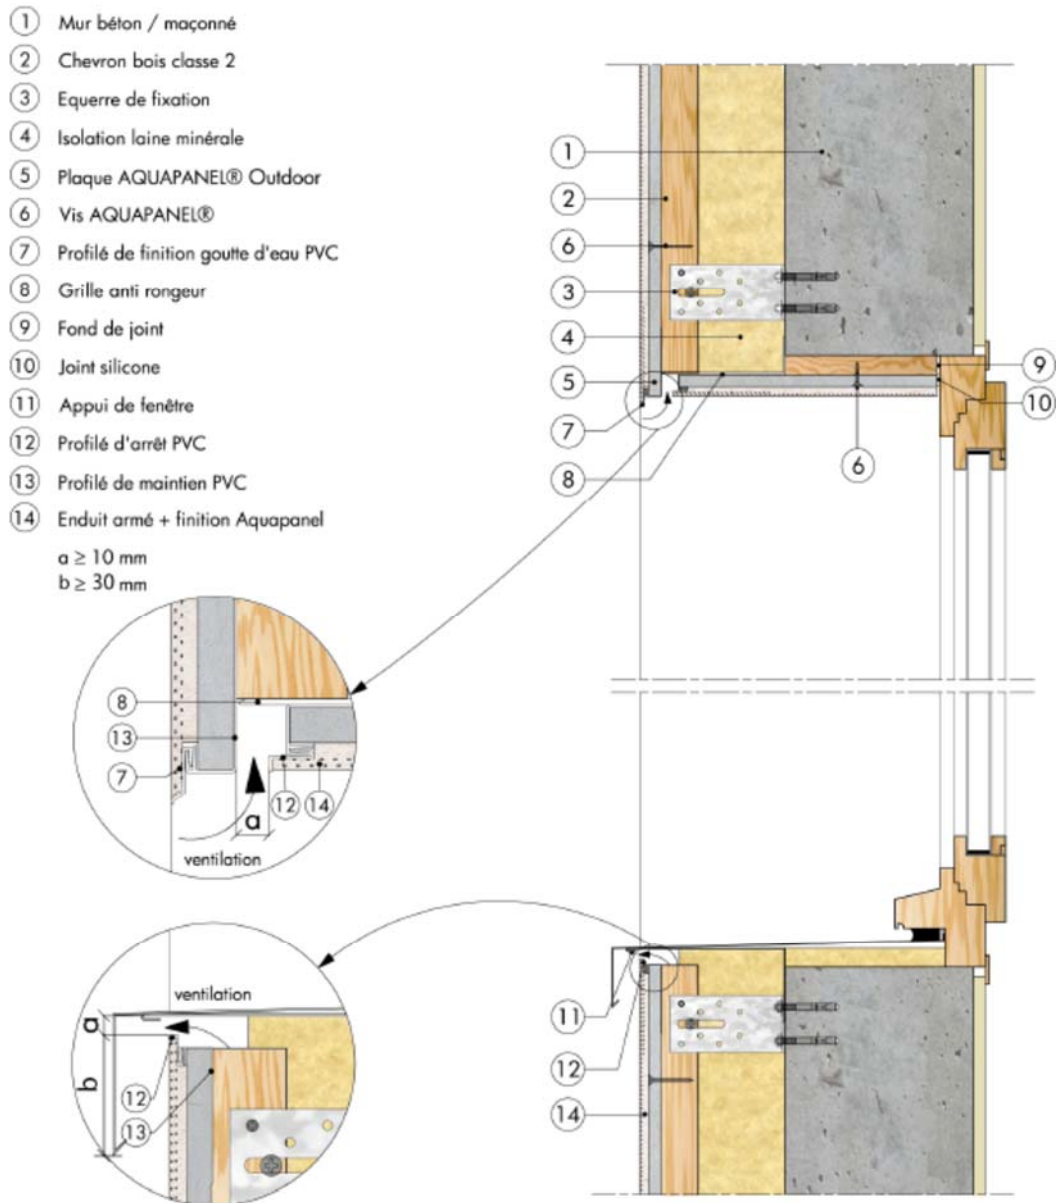 1 Mur béton / maçonné
2 Chevron bois classe 2
3 Equerre de fixation
4 Isolation laine minérale
5 Plaque AQUAPANEL® Outdoor
6 Vis AQUAPANEL®
7 Profilé de finition goutte d'eau PVC
8 Grille anti rongeur
9 Fond de joint
10 Joint silicone
11 Appui de fenêtre
12 Profilé d'arrêt PVC
13 Profilé de maintien PVC
14 Enduit armé + finition Aquapanel
a ≥ 10 mm
b ≥ 30 mm
1
2
6
3
4
5
7
8
9
10
6
8
13
7
12
14
a
ventilation
ventilation
a
b
12
13
11
12
14